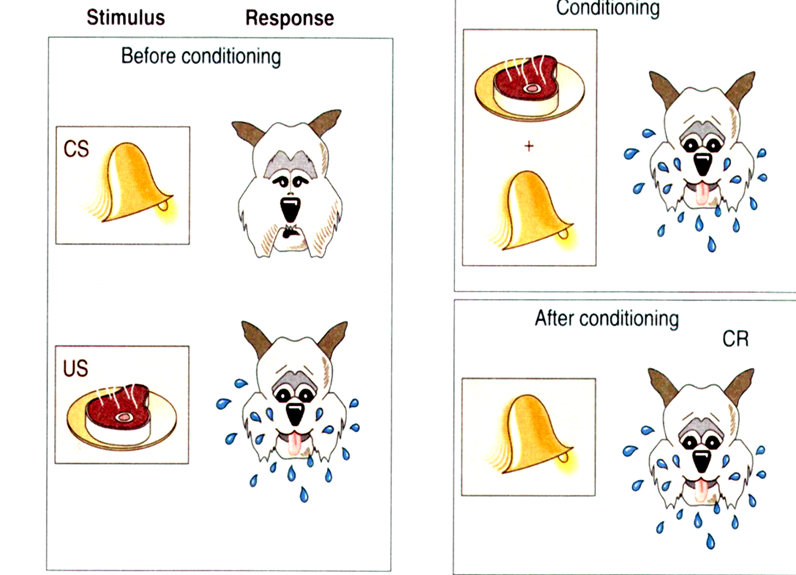 Stimulus
Response
Before conditioning
CS
US
Conditioning
+
After conditioning
CR